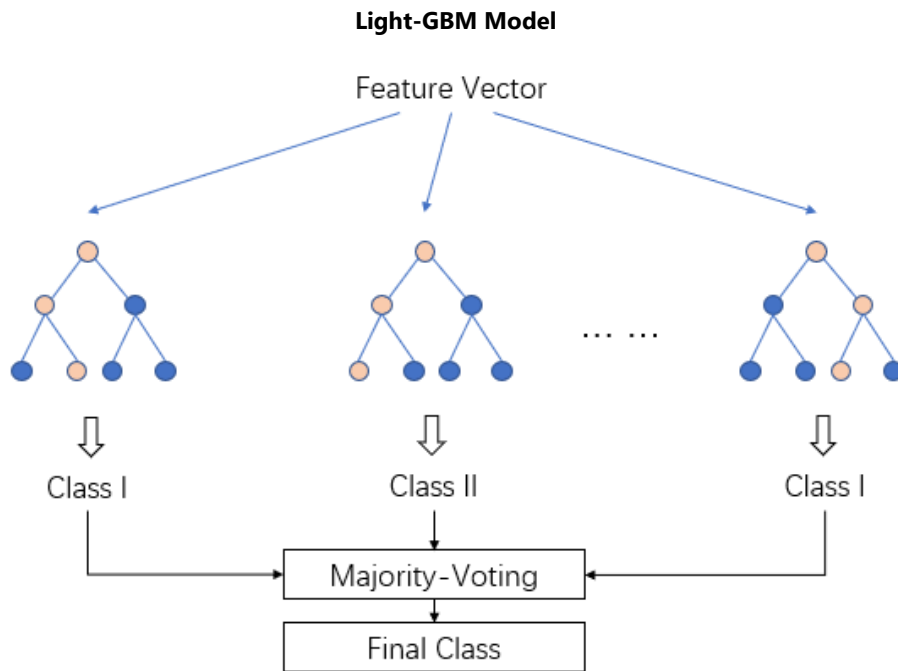 Light-GBM Model
Feature Vector
... ...
Class I
Class II
Class I
Majority-Voting
Final Class